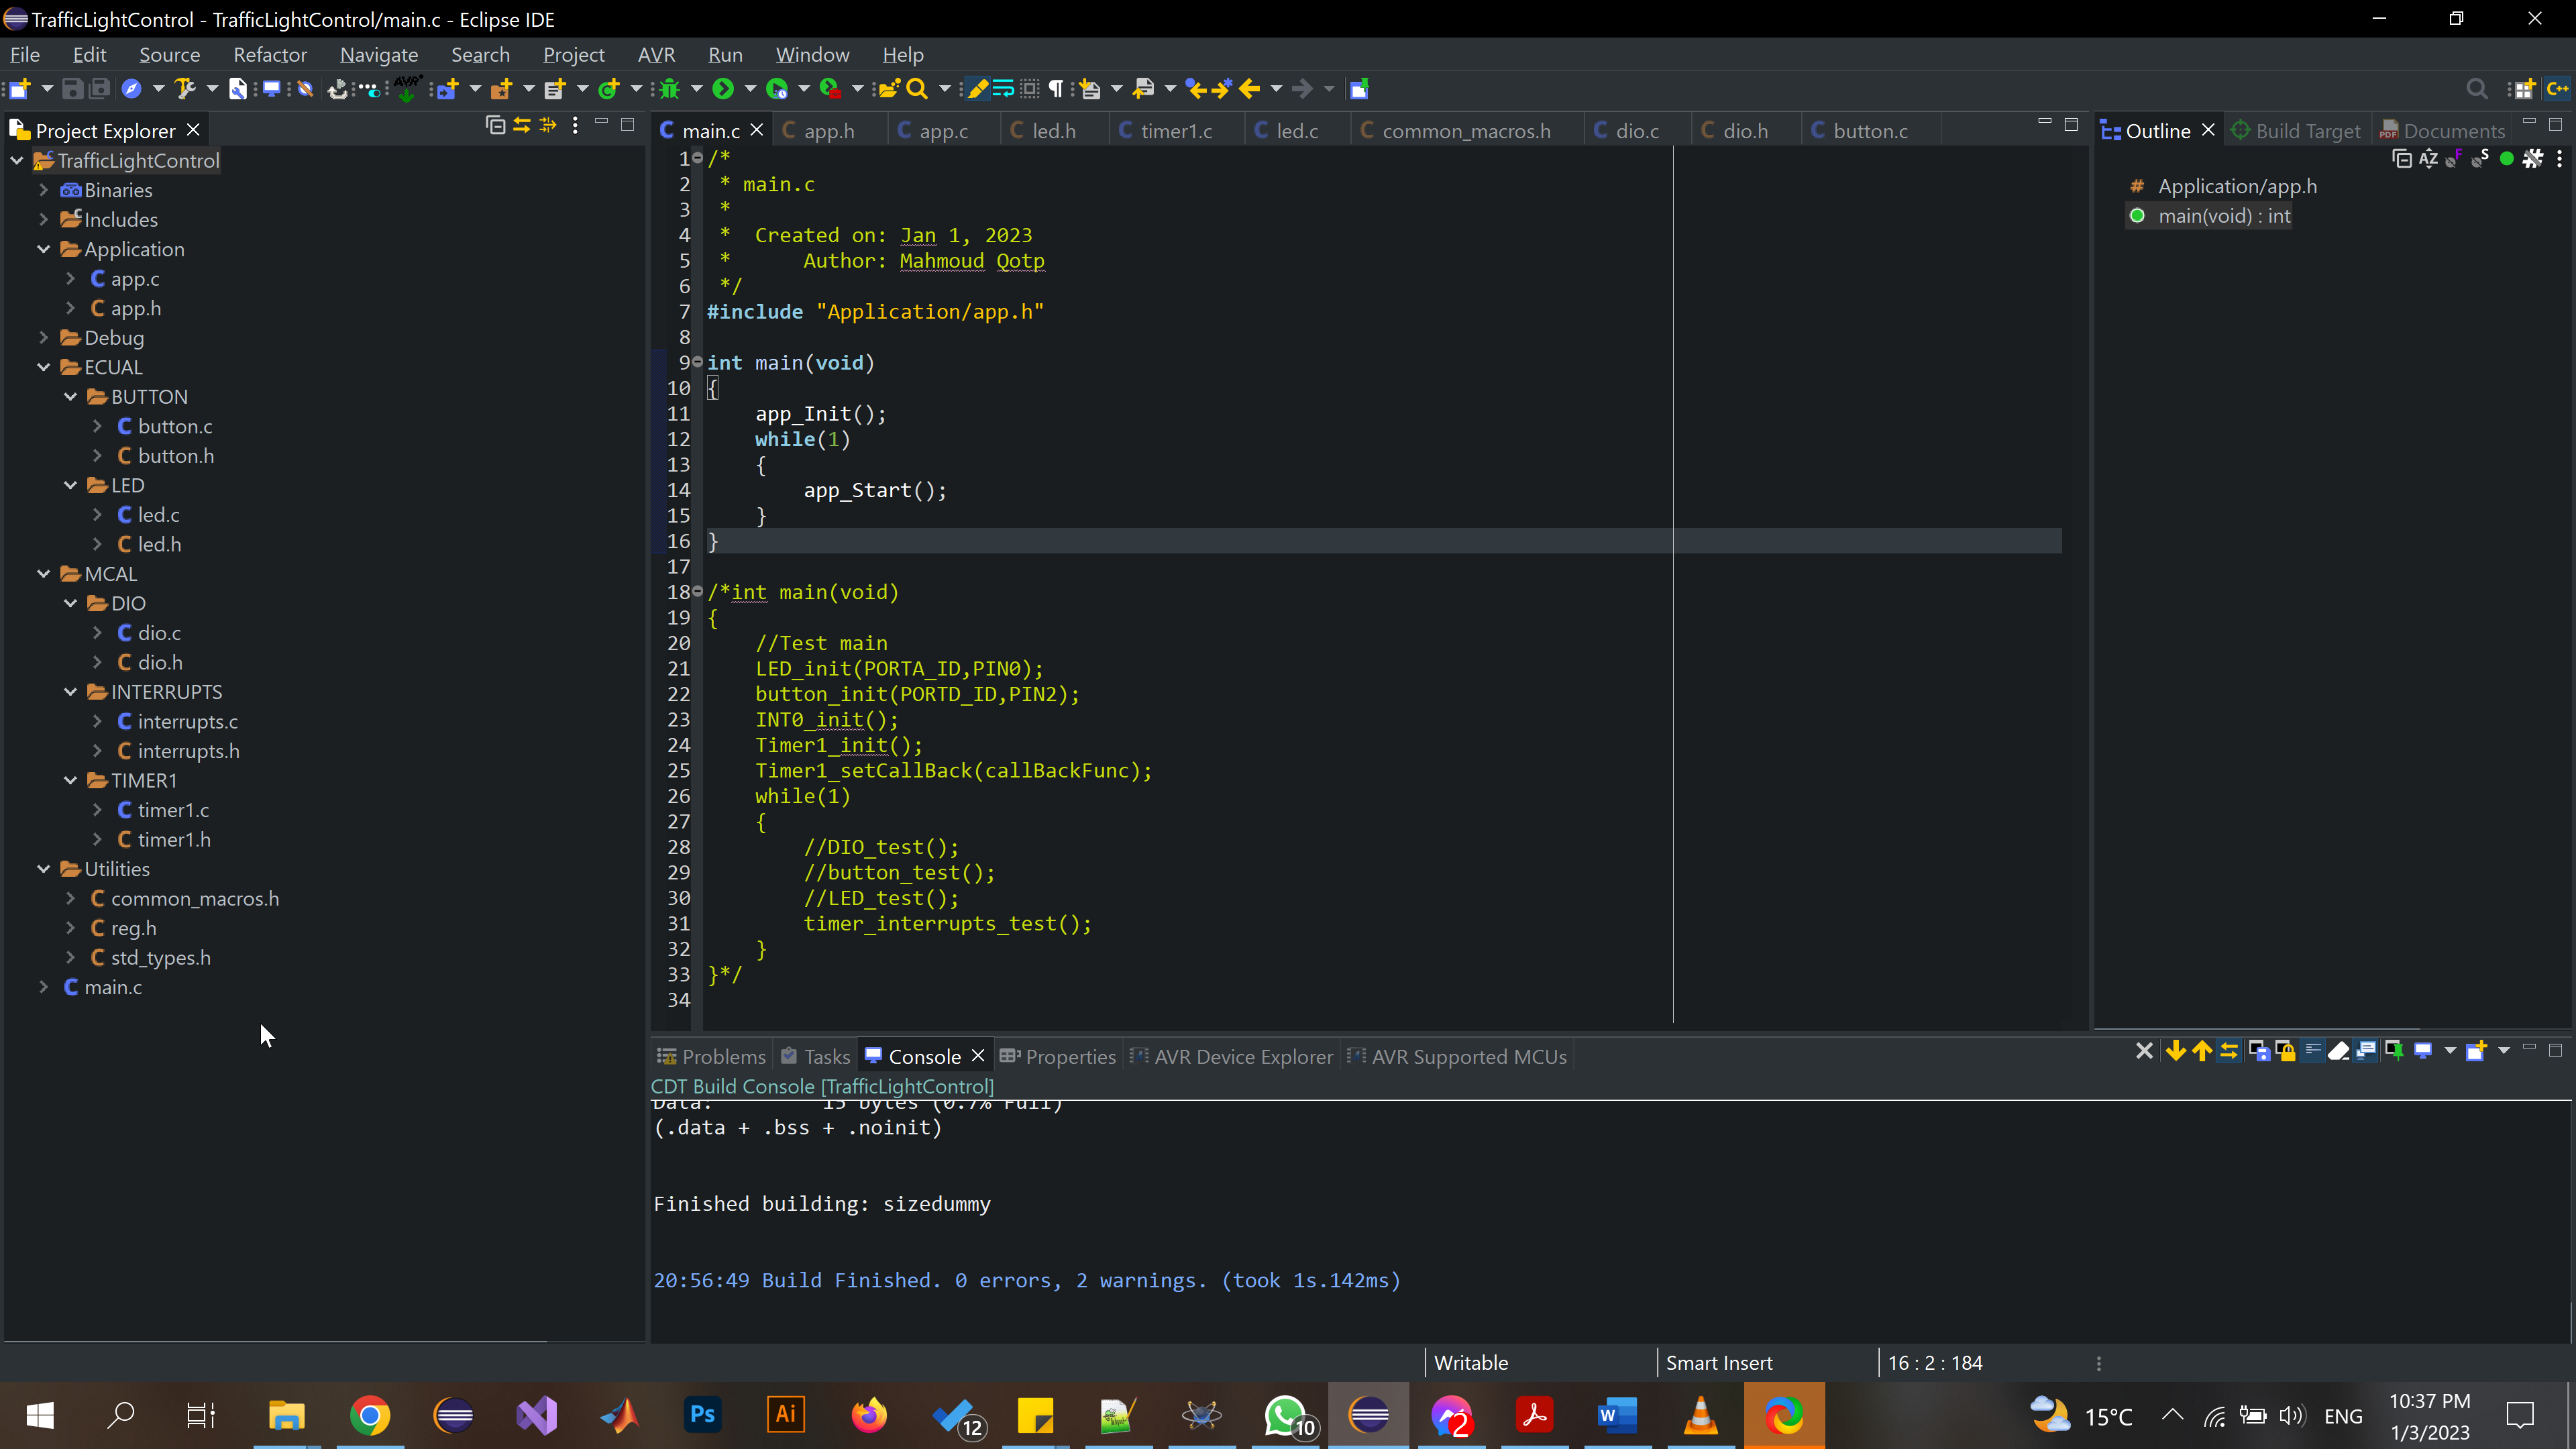 TrafficLightControl - TrafficLightControl/main.c - Eclipse IDE
File Edit Source Refactor Navigate Search Project AVR Run Window Help
Project Explorer
TrafficLightControl
Binaries
Includes
Application
app.c
app.h
Debug
ECUAL
BUTTON
button.c
button.h
LED
led.c
led.h
MCAL
DIO
dio.c
dio.h
INTERRUPTS
interrupts.c
interrupts.h
TIMER1
timer1.c
timer1.h
Utilities
common_macros.h
reg.h
std_types.h
main.c
main.c app.h app.c led.h timer1.c led.c common_macros.h dio.c dio.h button.c
1 /*
2  * main.c
3  *
4  *  Created on: Jan 1, 2023
5  *      Author: Mahmoud Qotp
6  */
7 #include "Application/app.h"
8
9 int main(void)
10 {
11     app_Init();
12     while(1)
13     {
14         app_Start();
15     }
16 }
17
18 /*int main(void)
19 {
20     //Test main
21     LED_init(PORTA_ID,PIN0);
22     button_init(PORTD_ID,PIN2);
23     INT0_init();
24     Timer1_init();
25     Timer1_setCallBack(callBackFunc);
26     while(1)
27     {
28         //DIO_test();
29         //button_test();
30         //LED_test();
31         timer_interrupts_test();
32     }
33 }*/
34
Outline Build Target Documents
Application/app.h
main(void) : int
Problems Tasks Console Properties AVR Device Explorer AVR Supported MCUs
CDT Build Console [TrafficLightControl]
Data: 15 bytes (0.7% Full)
(.data + .bss + .noinit)
Finished building: sizedummy
20:56:49 Build Finished. 0 errors, 2 warnings. (took 1s.142ms)
Writable Smart Insert 16 : 2 : 184
Ps Ai 12 10 2 W 15°C ENG
10:37 PM
1/3/2023